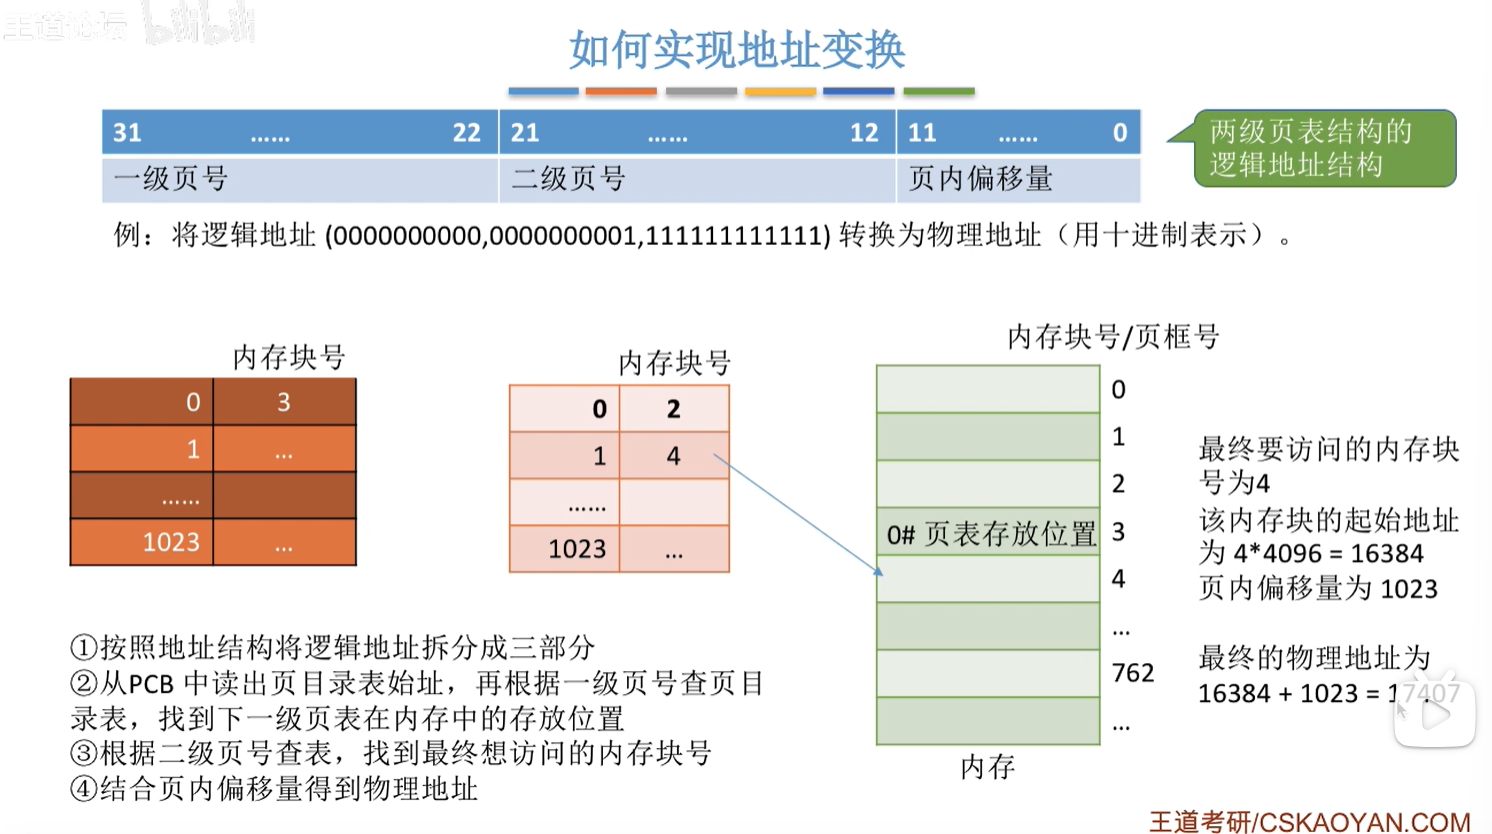 王道论坛 bilibili
如何实现地址变换
31 …… 22 21 …… 12 11 …… 0
一级页号 二级页号 页内偏移量
两级页表结构的
逻辑地址结构
例：将逻辑地址 (0000000000,0000000001,111111111111) 转换为物理地址（用十进制表示）。
内存块号
0 3
1 ...
……
1023 ...
内存块号
0 2
1 4
……
1023 ...
内存块号/页框号
0
1
2
0# 页表存放位置 3
4
...
762
...
内存
最终要访问的内存块
号为4
该内存块的起始地址
为 4*4096 = 16384
页内偏移量为 1023
最终的物理地址为
16384 + 1023 = 17407
①按照地址结构将逻辑地址拆分成三部分
②从PCB 中读出页目录表始址，再根据一级页号查页目
录表，找到下一级页表在内存中的存放位置
③根据二级页号查表，找到最终想访问的内存块号
④结合页内偏移量得到物理地址
王道考研/CSKAOYAN.COM